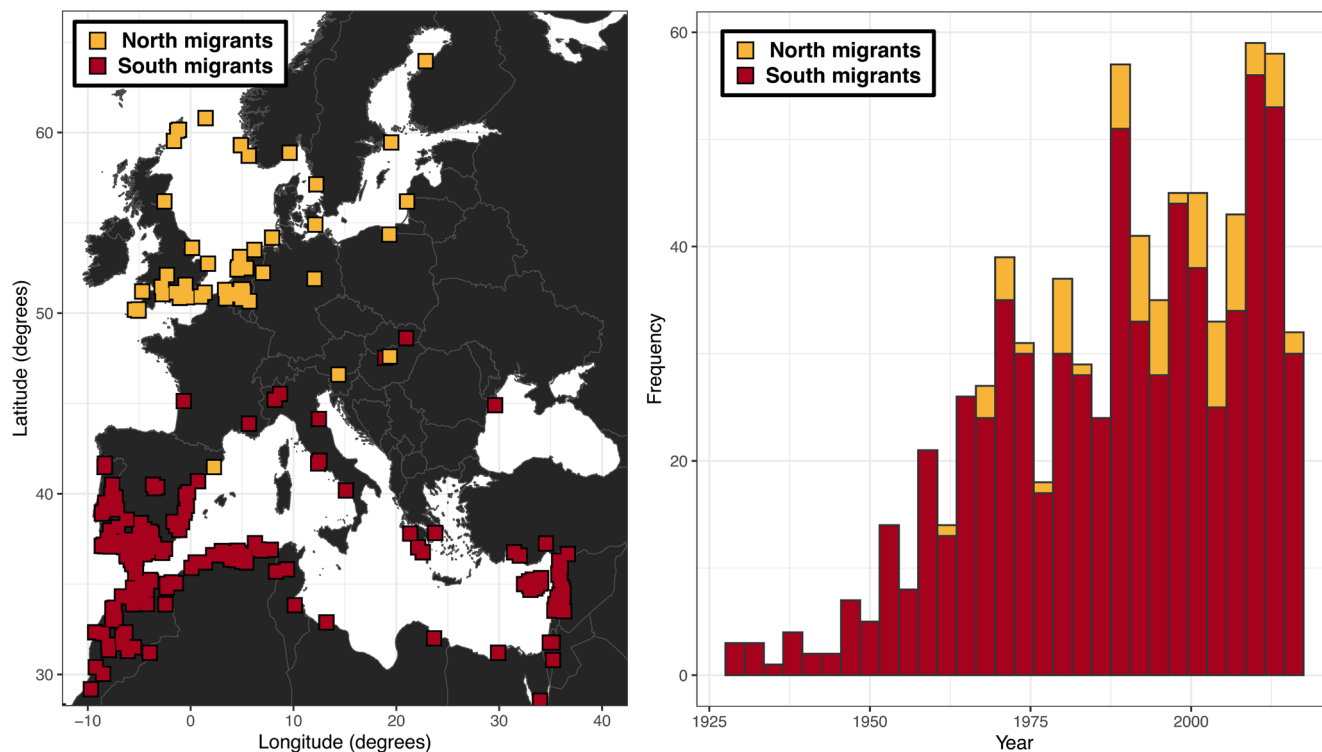 North migrants
South migrants
60
50
40
30
Latitude (degrees)
−10
0
10
20
30
40
Longitude (degrees)
North migrants
South migrants
60
40
20
0
Frequency
1925
1950
1975
2000
Year